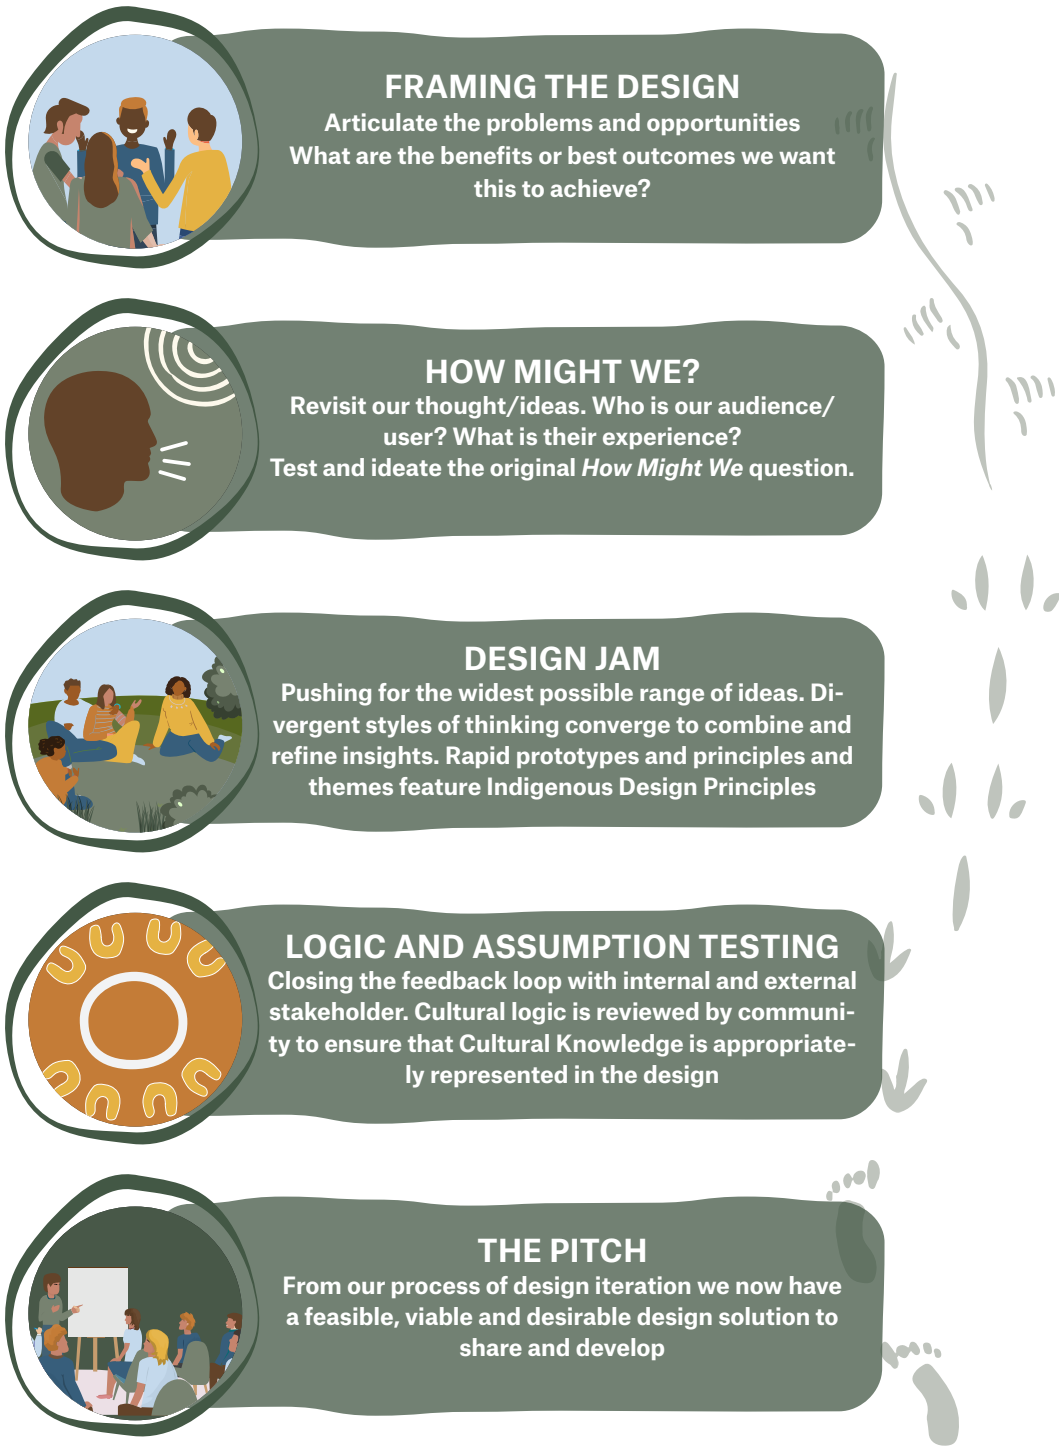 FRAMING THE DESIGN
Articulate the problems and opportunities
What are the benefits or best outcomes we want
this to achieve?
HOW MIGHT WE?
Revisit our thought/ideas. Who is our audience/
user? What is their experience?
Test and ideate the original How Might We question.
DESIGN JAM
Pushing for the widest possible range of ideas. Di-
vergent styles of thinking converge to combine and
refine insights. Rapid prototypes and principles and
themes feature Indigenous Design Principles
LOGIC AND ASSUMPTION TESTING
Closing the feedback loop with internal and external
stakeholder. Cultural logic is reviewed by communi-
ty to ensure that Cultural Knowledge is appropriate-
ly represented in the design
THE PITCH
From our process of design iteration we now have
a feasible, viable and desirable design solution to
share and develop